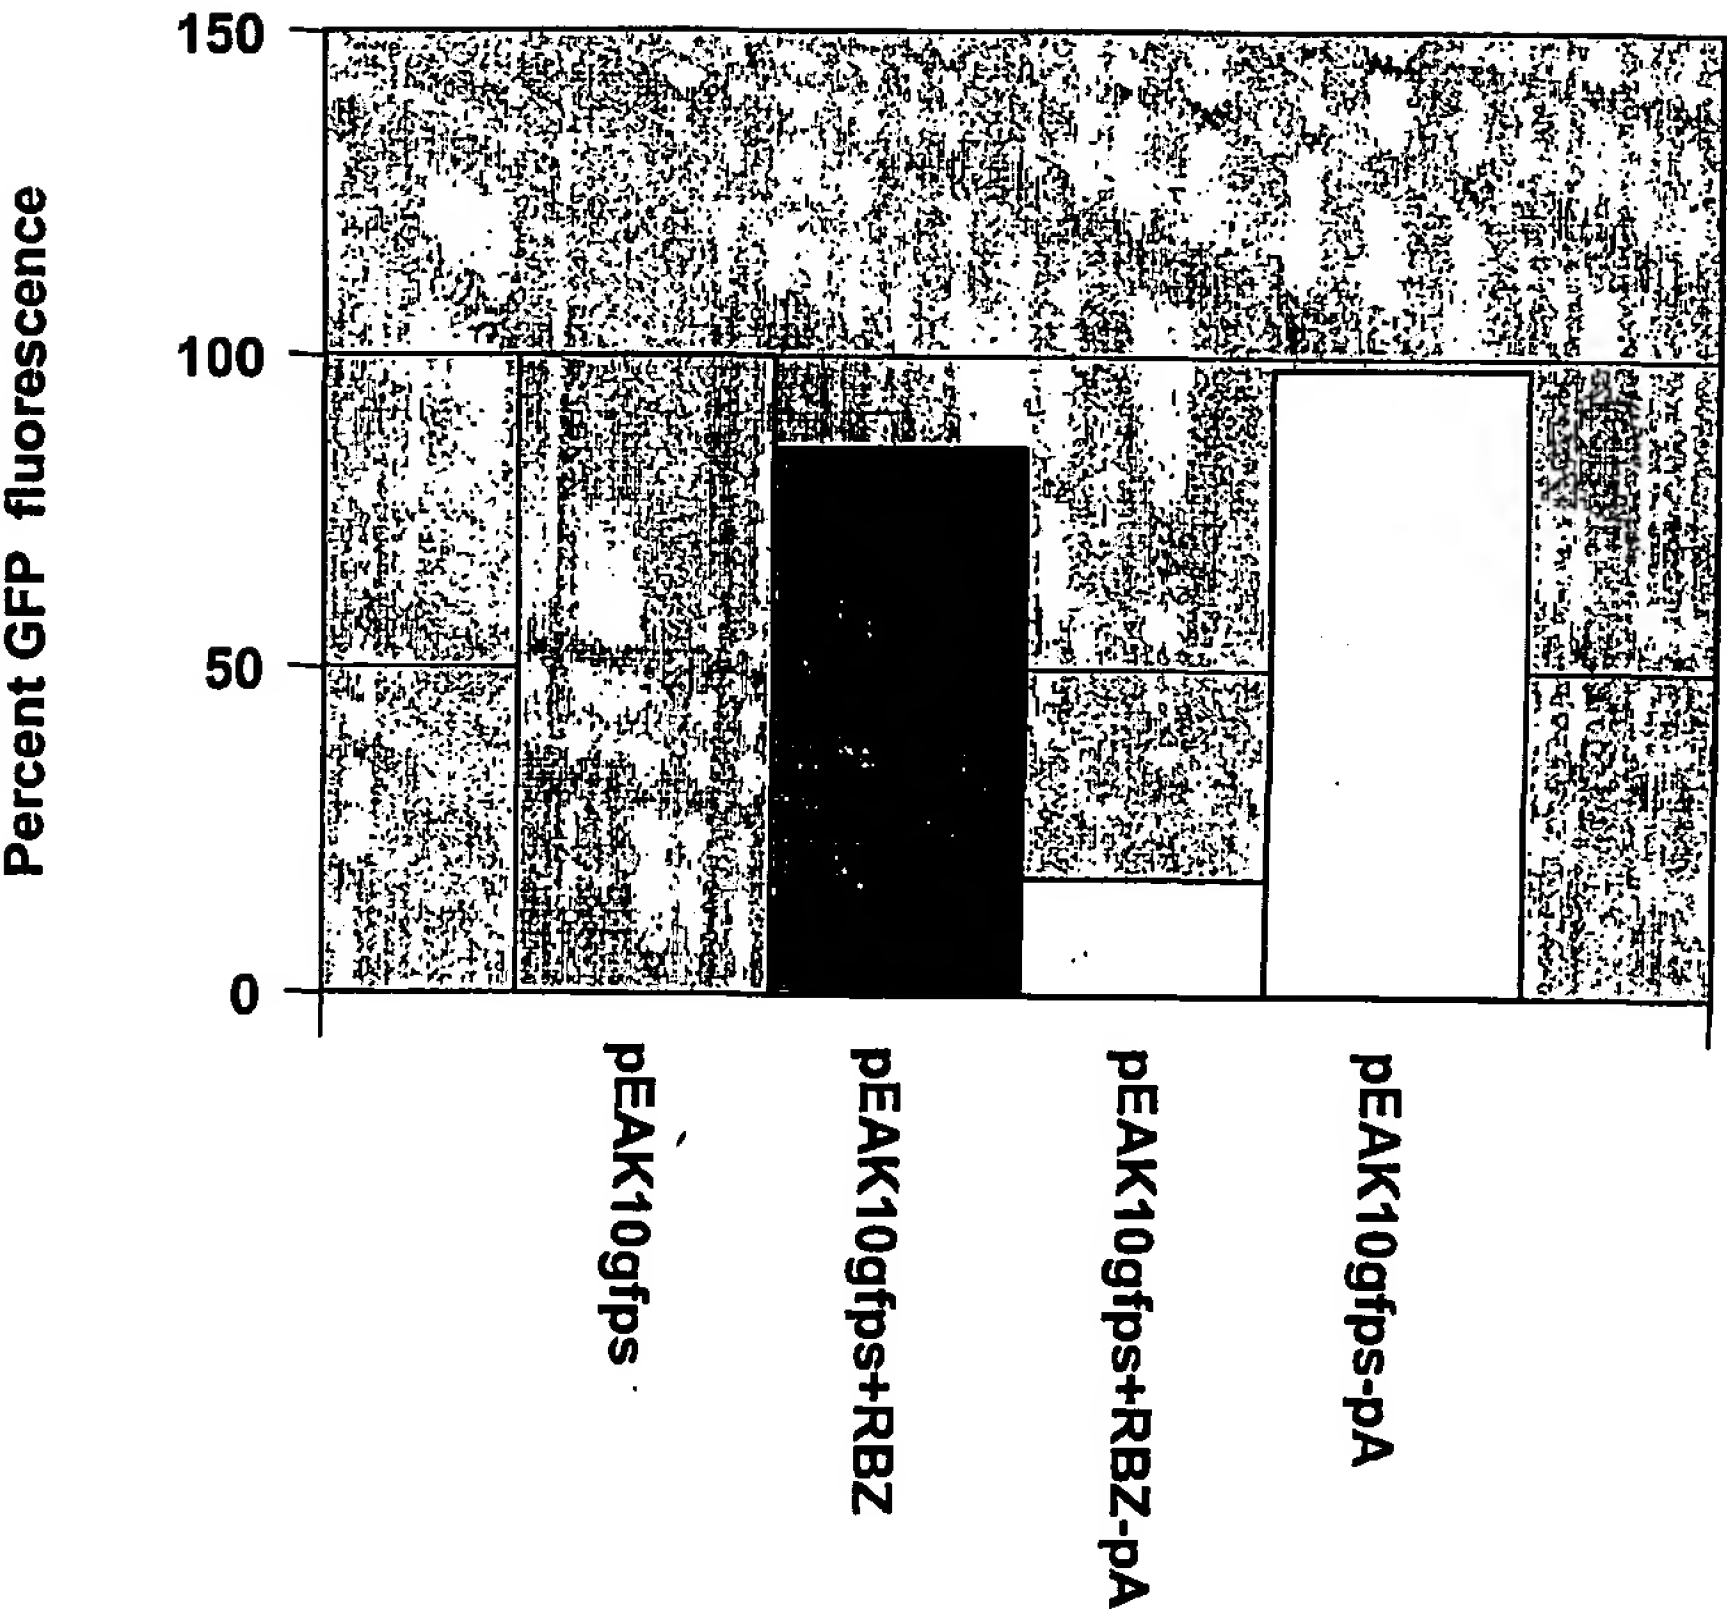 Percent GFP fluorescence
150
100
50
0
pEAK10gfps
pEAK10gfps+RBZ
pEAK10gfps+RBZ-pA
pEAK10gfps-pA